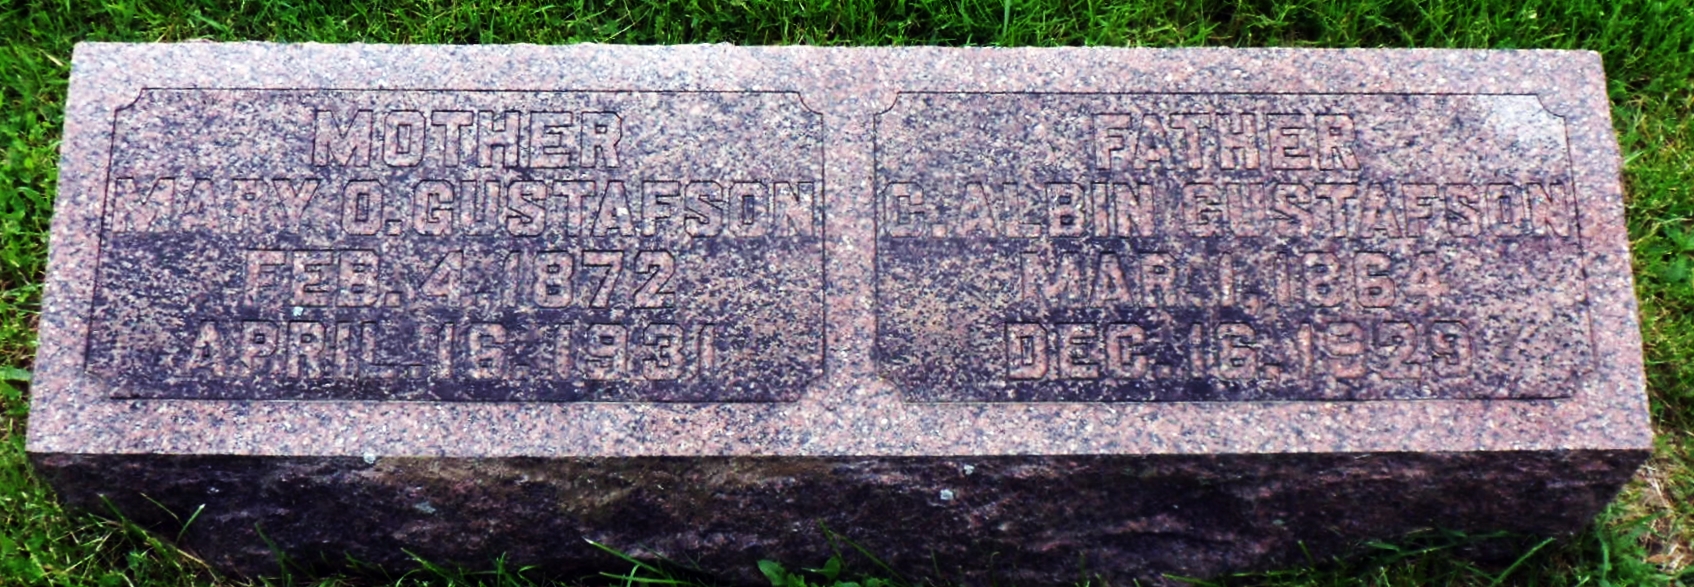 MOTHER
MARY O. GUSTAFSON
FEB. 4, 1872
APRIL. 16, 1931
FATHER
C. ALBIN GUSTAFSON
MAR. 1, 1864
DEC. 16, 1929